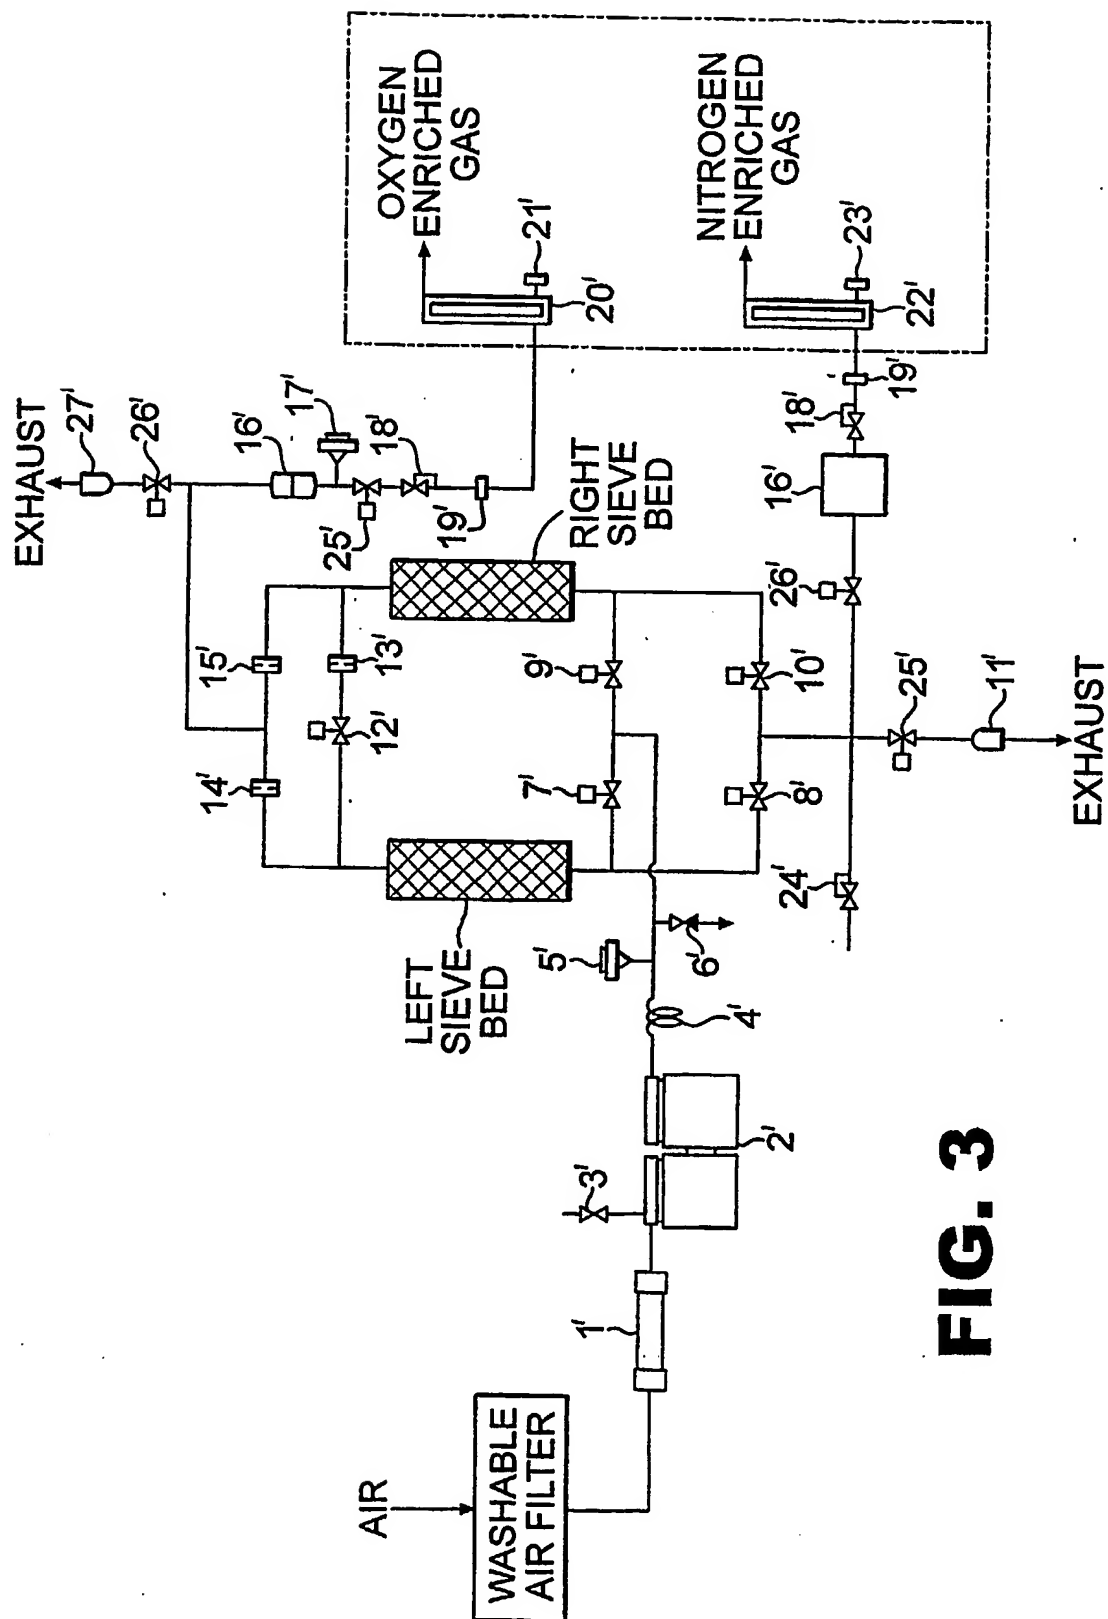 AIR
WASHABLE
AIR FILTER
1'
3'
2'
4'
5'
6'
LEFT
SIEVE
BED
14'
15'
12'
13'
7'
9'
8'
10'
RIGHT
SIEVE
BED
EXHAUST
27'
26'
16'
17'
25'
18'
19'
OXYGEN
ENRICHED
GAS
21'
20'
NITROGEN
ENRICHED
GAS
23'
22'
19'
18'
16'
26'
25'
11'
24'
EXHAUST
FIG. 3